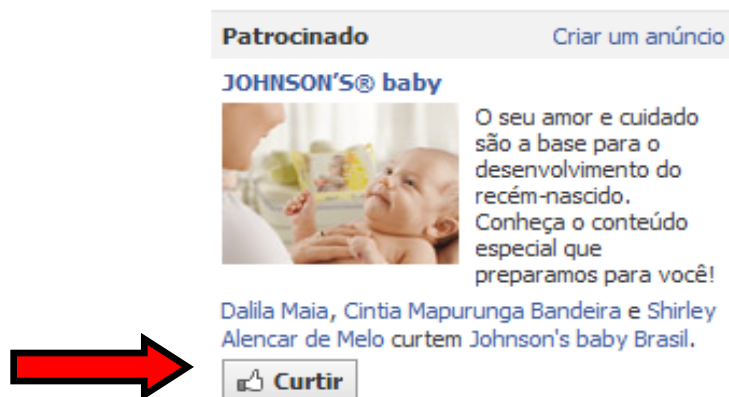 Patrocinado Criar um anúncio
JOHNSON'S® baby
O seu amor e cuidado
são a base para o
desenvolvimento do
recém-nascido.
Conheça o conteúdo
especial que
preparamos para você!
Dalila Maia, Cintia Mapurunga Bandeira e Shirley
Alencar de Melo curtem Johnson's baby Brasil.
Curtir